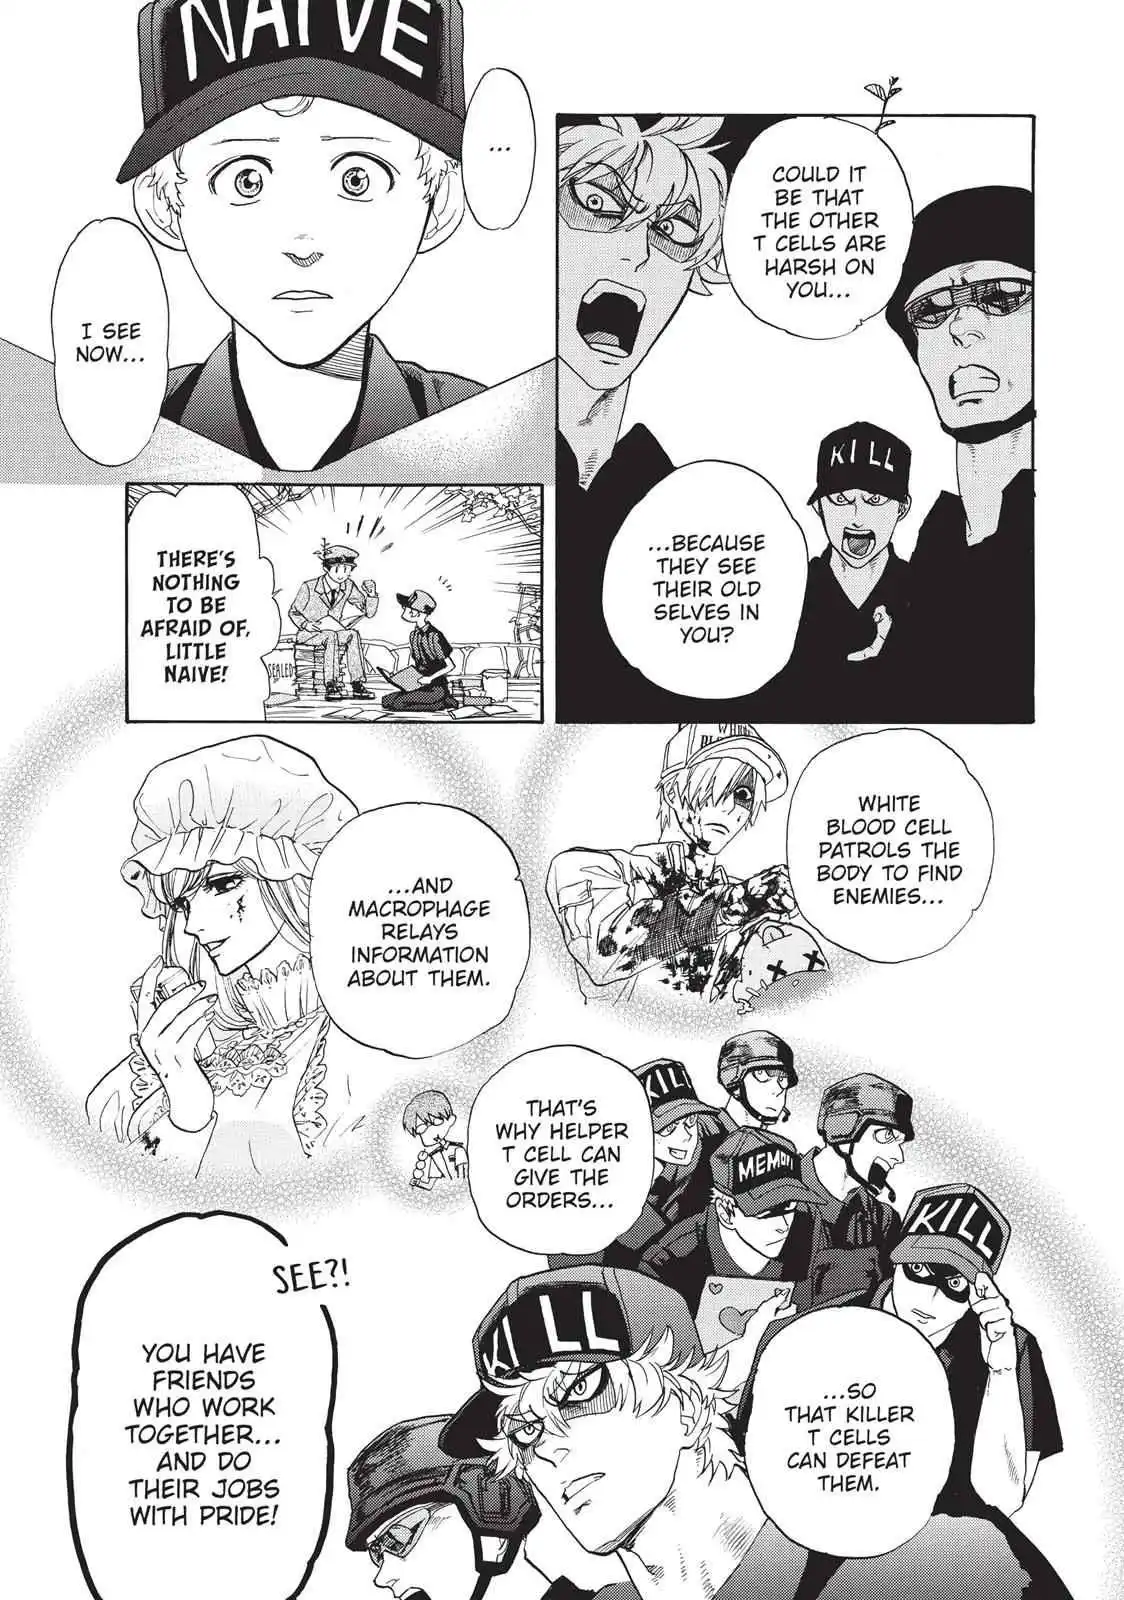 COULD IT
BE THAT
THE OTHER
T CELLS ARE
HARSH ON
YOU...
KILL
...BECAUSE
THEY SEE
THEIR OLD
SELVES IN
YOU?
NAIVE
...
I SEE
NOW...
THERE'S
NOTHING
TO BE
AFRAID OF,
LITTLE
NAIVE!
SEALED
WHITE
BLOOD CELL
PATROLS THE
BODY TO FIND
ENEMIES...
...AND
MACROPHAGE
RELAYS
INFORMATION
ABOUT THEM.
THAT'S
WHY HELPER
T CELL CAN
GIVE THE
ORDERS...
KILL
MEMORY
KILL
KILL
...SO
THAT KILLER
T CELLS
CAN DEFEAT
THEM.
SEE?!
YOU HAVE
FRIENDS
WHO WORK
TOGETHER...
AND DO
THEIR JOBS
WITH PRIDE!